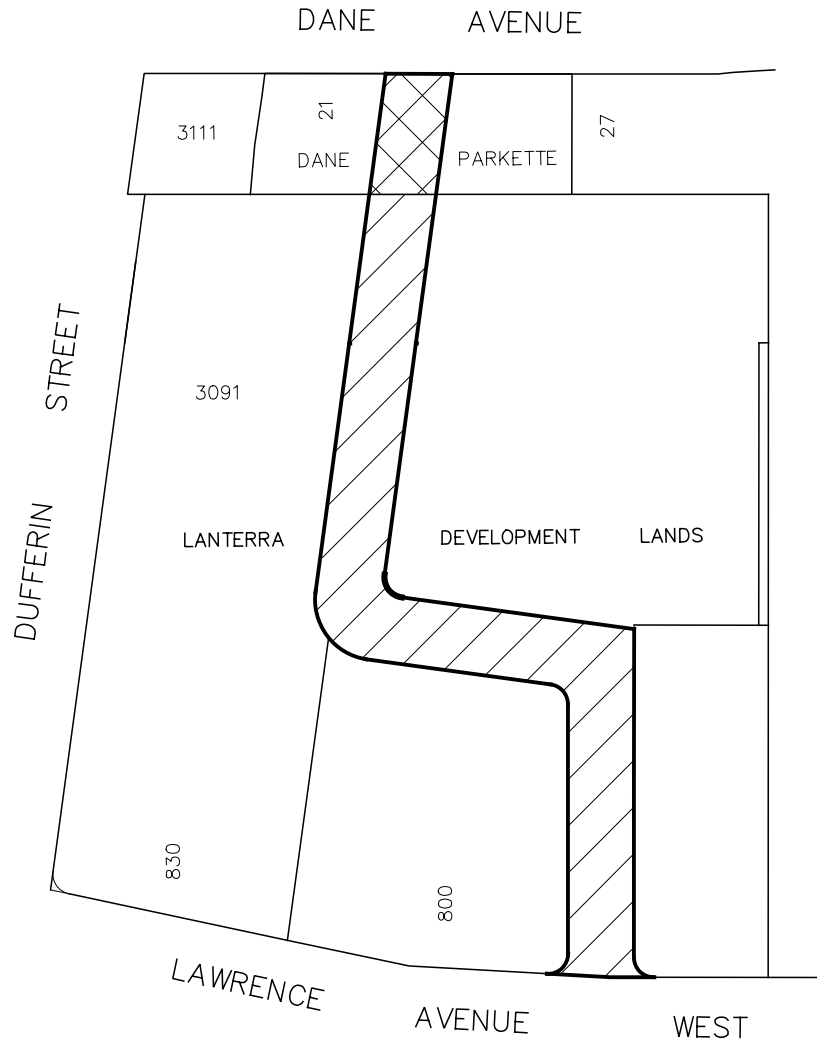 DANE AVENUE
3111
21
27
DANE PARKETTE
DUFFERIN STREET
3091
LANTERRA DEVELOPMENT LANDS
830
800
LAWRENCE AVENUE WEST